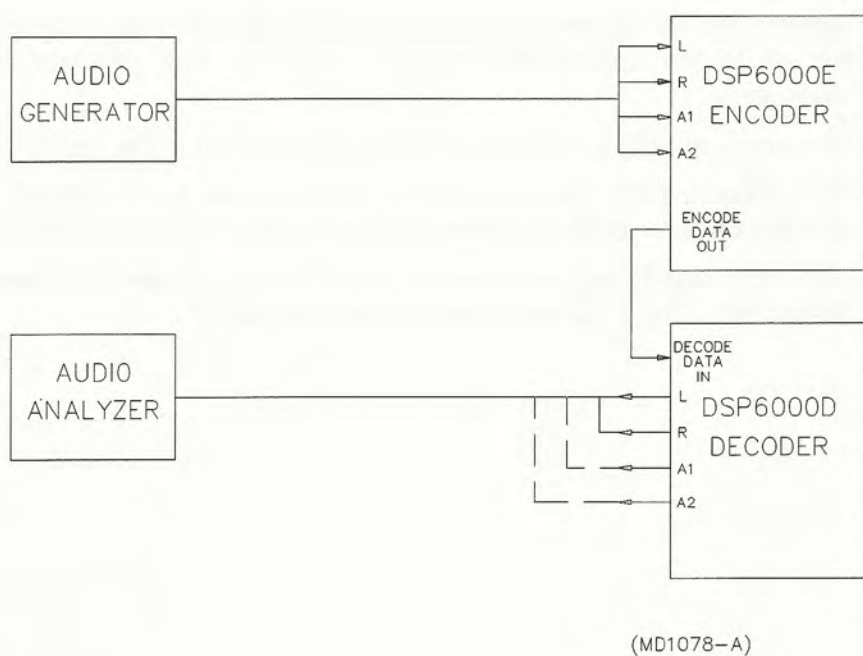 AUDIO
GENERATOR
L
R
A1
A2
DSP6000E
ENCODER
ENCODE
DATA
OUT
AUDIO
ANALYZER
DECODE
DATA
IN
L
R
A1
A2
DSP6000D
DECODER
(MD1078-A)